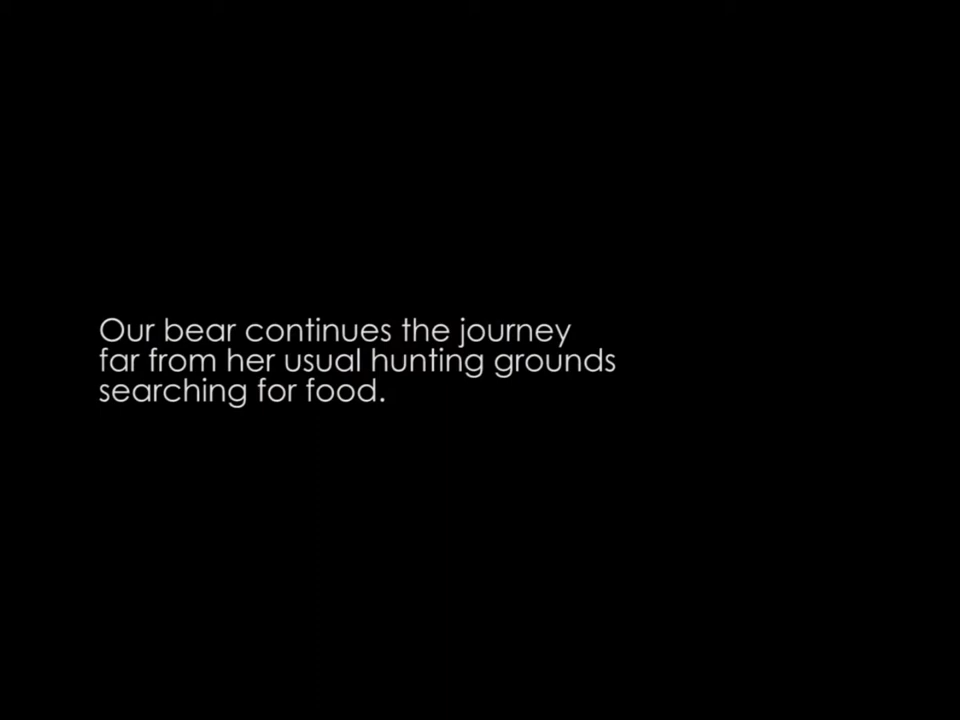 Our bear continues the journey
far from her usual hunting grounds
searching for food.